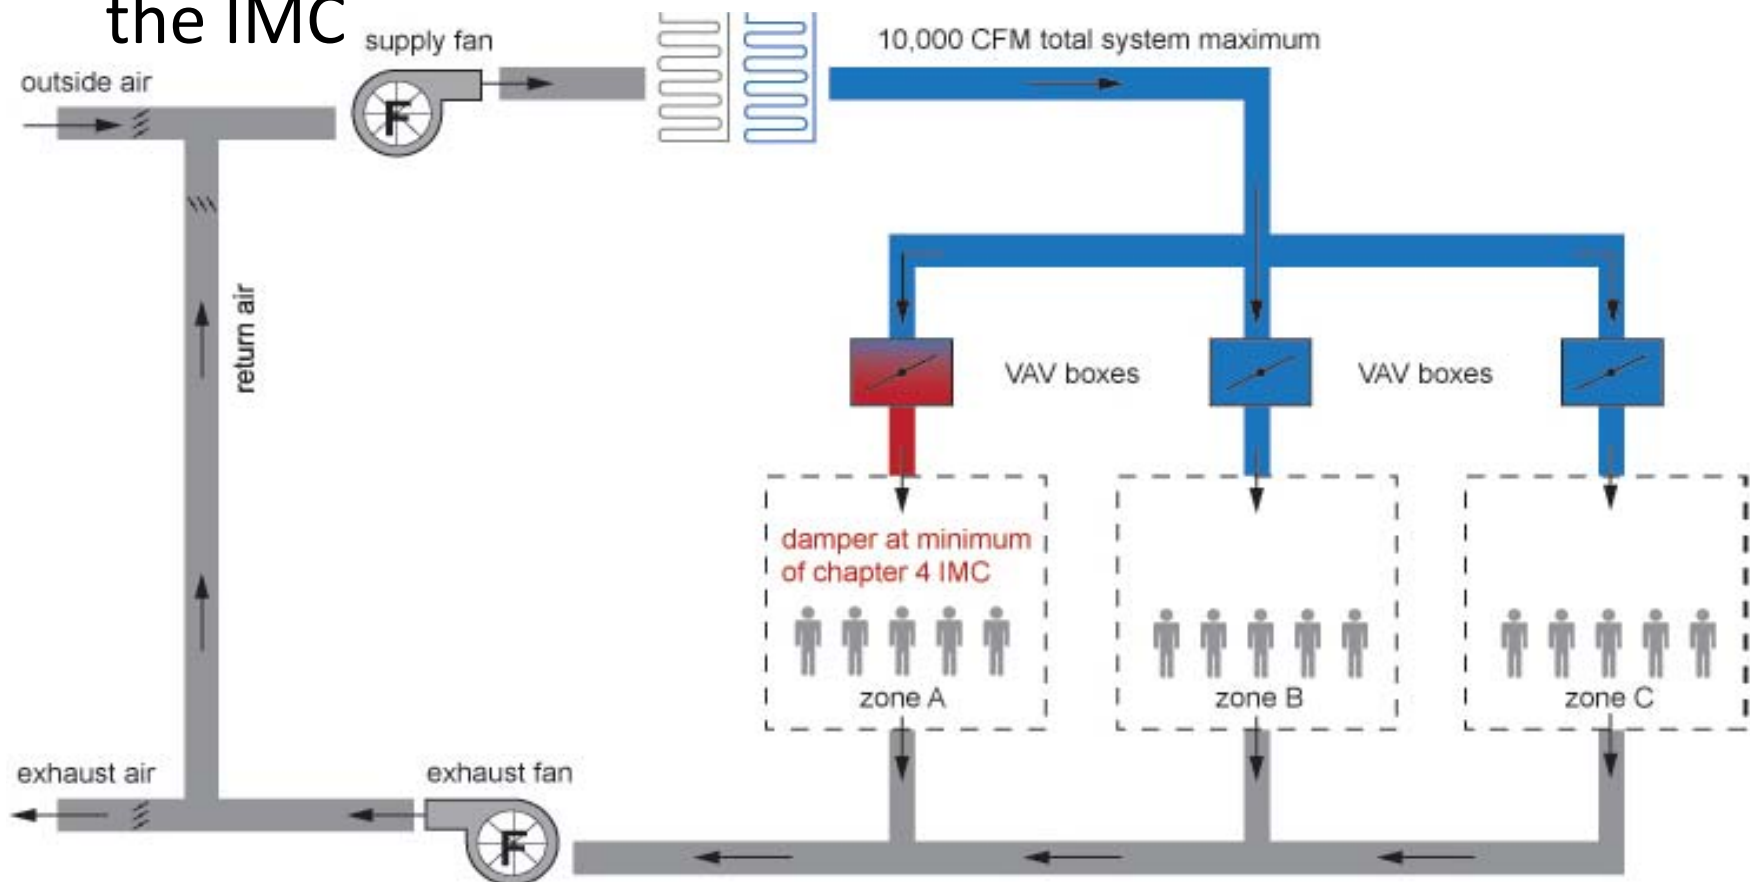 the IMC
supply fan
10,000 CFM total system maximum
outside air
F
return air
VAV boxes
VAV boxes
damper at minimum
of chapter 4 IMC
zone A
zone B
zone C
exhaust air
exhaust fan
F